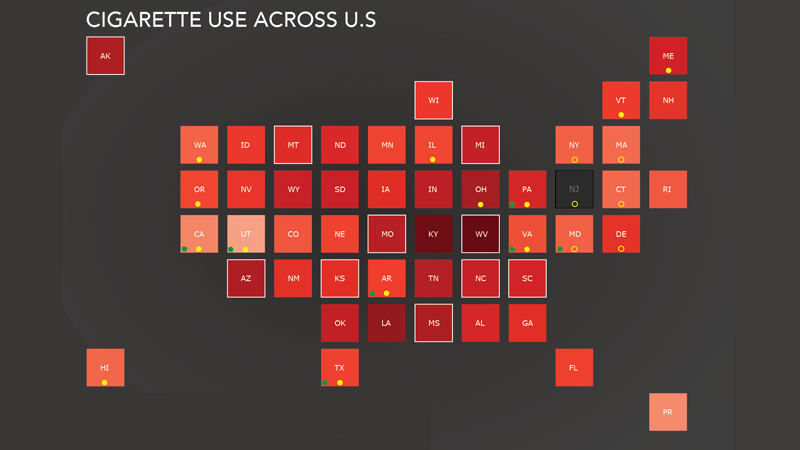 CIGARETTE USE ACROSS U.S
AK ME
WI VT NH
WA ID MT ND MN IL MI NY MA
OR NV WY SD IA IN OH PA NJ CT RI
CA UT CO NE MO KY WV VA MD DE
AZ NM KS AR TN NC SC
OK LA MS AL GA
HI TX FL
PR